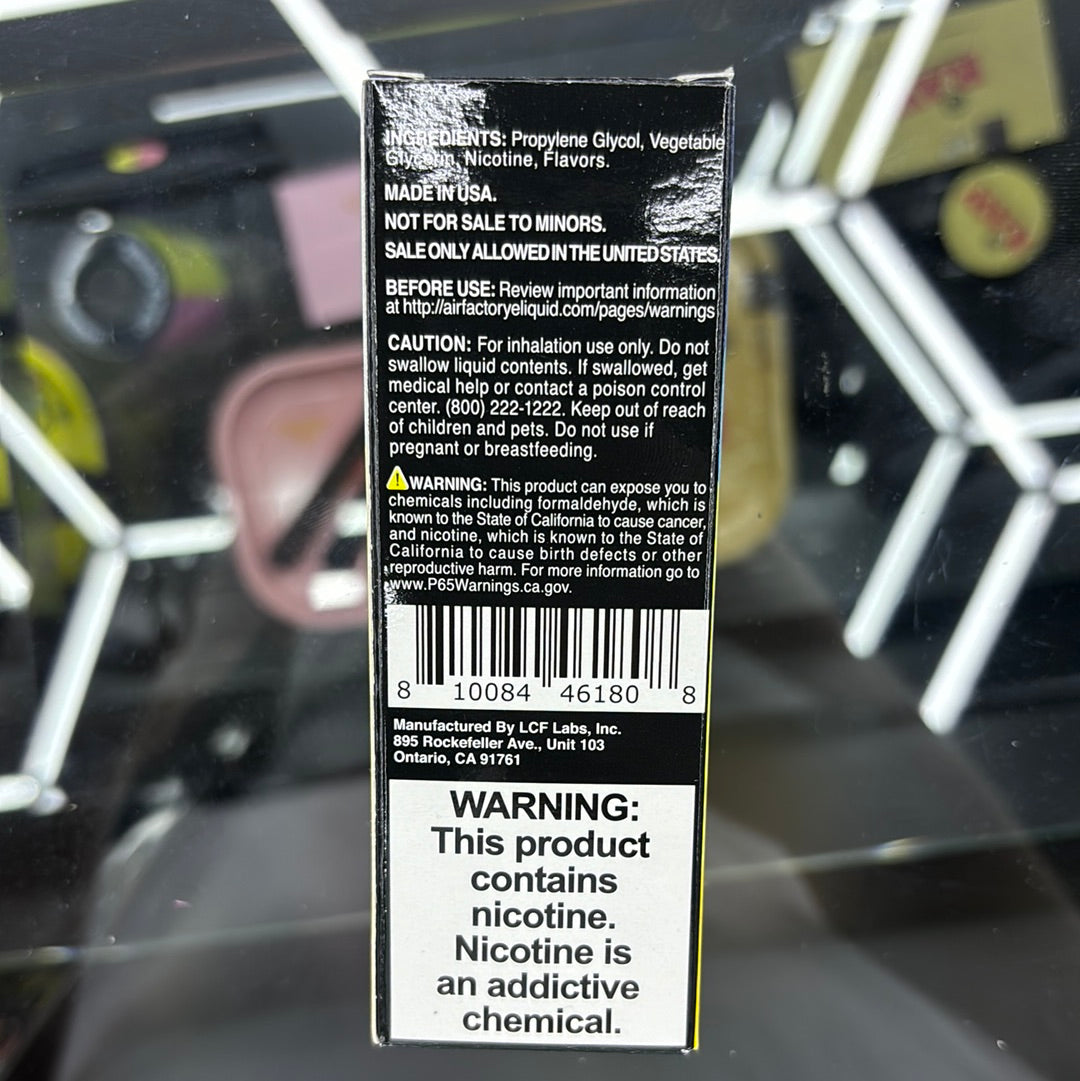 INGREDIENTS: Propylene Glycol, Vegetable
Glycerin, Nicotine, Flavors.
MADE IN USA.
NOT FOR SALE TO MINORS.
SALE ONLY ALLOWED IN THE UNITED STATES.
BEFORE USE: Review important information
at http://airfactoryeliquid.com/pages/warnings
CAUTION: For inhalation use only. Do not
swallow liquid contents. If swallowed, get
medical help or contact a poison control
center. (800) 222-1222. Keep out of reach
of children and pets. Do not use if
pregnant or breastfeeding.
WARNING: This product can expose you to
chemicals including formaldehyde, which is
known to the State of California to cause cancer,
and nicotine, which is known to the State of
California to cause birth defects or other
reproductive harm. For more information go to
www.P65Warnings.ca.gov.
8 10084 46180 8
Manufactured By LCF Labs, Inc.
895 Rockefeller Ave., Unit 103
Ontario, CA 91761
WARNING:
This product
contains
nicotine.
Nicotine is
an addictive
chemical.